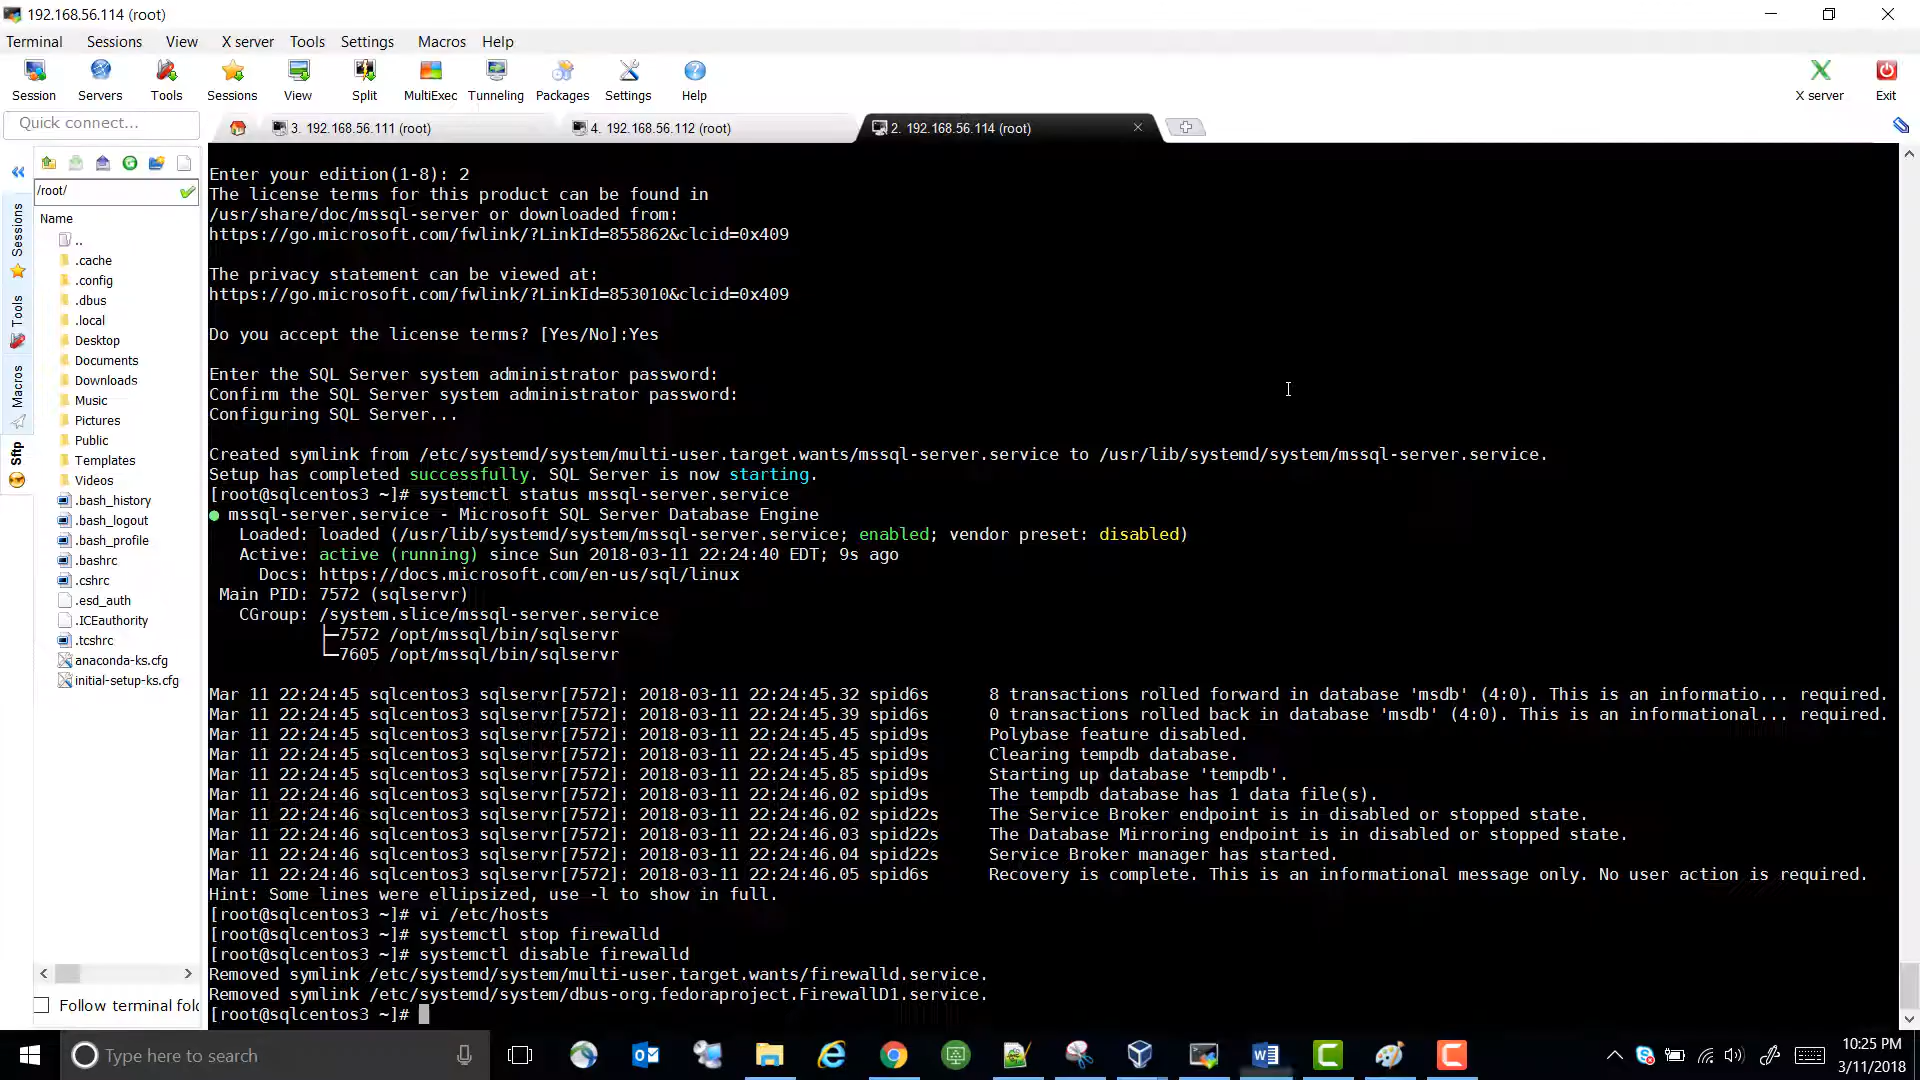 192.168.56.114 (root)
Terminal Sessions View X server Tools Settings Macros Help
Session Servers Tools Sessions View Split MultiExec Tunneling Packages Settings Help X server Exit
Quick connect...
3. 192.168.56.111 (root)
4. 192.168.56.112 (root)
2. 192.168.56.114 (root)
/root/
Name
..
.cache
.config
.dbus
.local
Desktop
Documents
Downloads
Music
Pictures
Public
Templates
Videos
.bash_history
.bash_logout
.bash_profile
.bashrc
.cshrc
.esd_auth
.ICEauthority
.tcshrc
anaconda-ks.cfg
initial-setup-ks.cfg
Follow terminal fold
Sessions
Tools
Macros
Sftp
Enter your edition(1-8): 2
The license terms for this product can be found in
/usr/share/doc/mssql-server or downloaded from:
https://go.microsoft.com/fwlink/?LinkId=855862&clcid=0x409
The privacy statement can be viewed at:
https://go.microsoft.com/fwlink/?LinkId=853010&clcid=0x409
Do you accept the license terms? [Yes/No]:Yes
Enter the SQL Server system administrator password:
Confirm the SQL Server system administrator password:
Configuring SQL Server...
Created symlink from /etc/systemd/system/multi-user.target.wants/mssql-server.service to /usr/lib/systemd/system/mssql-server.service.
Setup has completed successfully. SQL Server is now starting.
[root@sqlcentos3 ~]# systemctl status mssql-server.service
● mssql-server.service - Microsoft SQL Server Database Engine
Loaded: loaded (/usr/lib/systemd/system/mssql-server.service; enabled; vendor preset: disabled)
Active: active (running) since Sun 2018-03-11 22:24:40 EDT; 9s ago
Docs: https://docs.microsoft.com/en-us/sql/linux
Main PID: 7572 (sqlservr)
CGroup: /system.slice/mssql-server.service
├─7572 /opt/mssql/bin/sqlservr
└─7605 /opt/mssql/bin/sqlservr
Mar 11 22:24:45 sqlcentos3 sqlservr[7572]: 2018-03-11 22:24:45.32 spid6s 8 transactions rolled forward in database 'msdb' (4:0). This is an informatio... required.
Mar 11 22:24:45 sqlcentos3 sqlservr[7572]: 2018-03-11 22:24:45.39 spid6s 0 transactions rolled back in database 'msdb' (4:0). This is an informational... required.
Mar 11 22:24:45 sqlcentos3 sqlservr[7572]: 2018-03-11 22:24:45.45 spid9s Polybase feature disabled.
Mar 11 22:24:45 sqlcentos3 sqlservr[7572]: 2018-03-11 22:24:45.45 spid9s Clearing tempdb database.
Mar 11 22:24:45 sqlcentos3 sqlservr[7572]: 2018-03-11 22:24:45.85 spid9s Starting up database 'tempdb'.
Mar 11 22:24:46 sqlcentos3 sqlservr[7572]: 2018-03-11 22:24:46.02 spid9s The tempdb database has 1 data file(s).
Mar 11 22:24:46 sqlcentos3 sqlservr[7572]: 2018-03-11 22:24:46.02 spid22s The Service Broker endpoint is in disabled or stopped state.
Mar 11 22:24:46 sqlcentos3 sqlservr[7572]: 2018-03-11 22:24:46.03 spid22s The Database Mirroring endpoint is in disabled or stopped state.
Mar 11 22:24:46 sqlcentos3 sqlservr[7572]: 2018-03-11 22:24:46.04 spid22s Service Broker manager has started.
Mar 11 22:24:46 sqlcentos3 sqlservr[7572]: 2018-03-11 22:24:46.05 spid6s Recovery is complete. This is an informational message only. No user action is required.
Hint: Some lines were ellipsized, use -l to show in full.
[root@sqlcentos3 ~]# vi /etc/hosts
[root@sqlcentos3 ~]# systemctl stop firewalld
[root@sqlcentos3 ~]# systemctl disable firewalld
Removed symlink /etc/systemd/system/multi-user.target.wants/firewalld.service.
Removed symlink /etc/systemd/system/dbus-org.fedoraproject.FirewallD1.service.
[root@sqlcentos3 ~]#
Type here to search
10:25 PM
3/11/2018